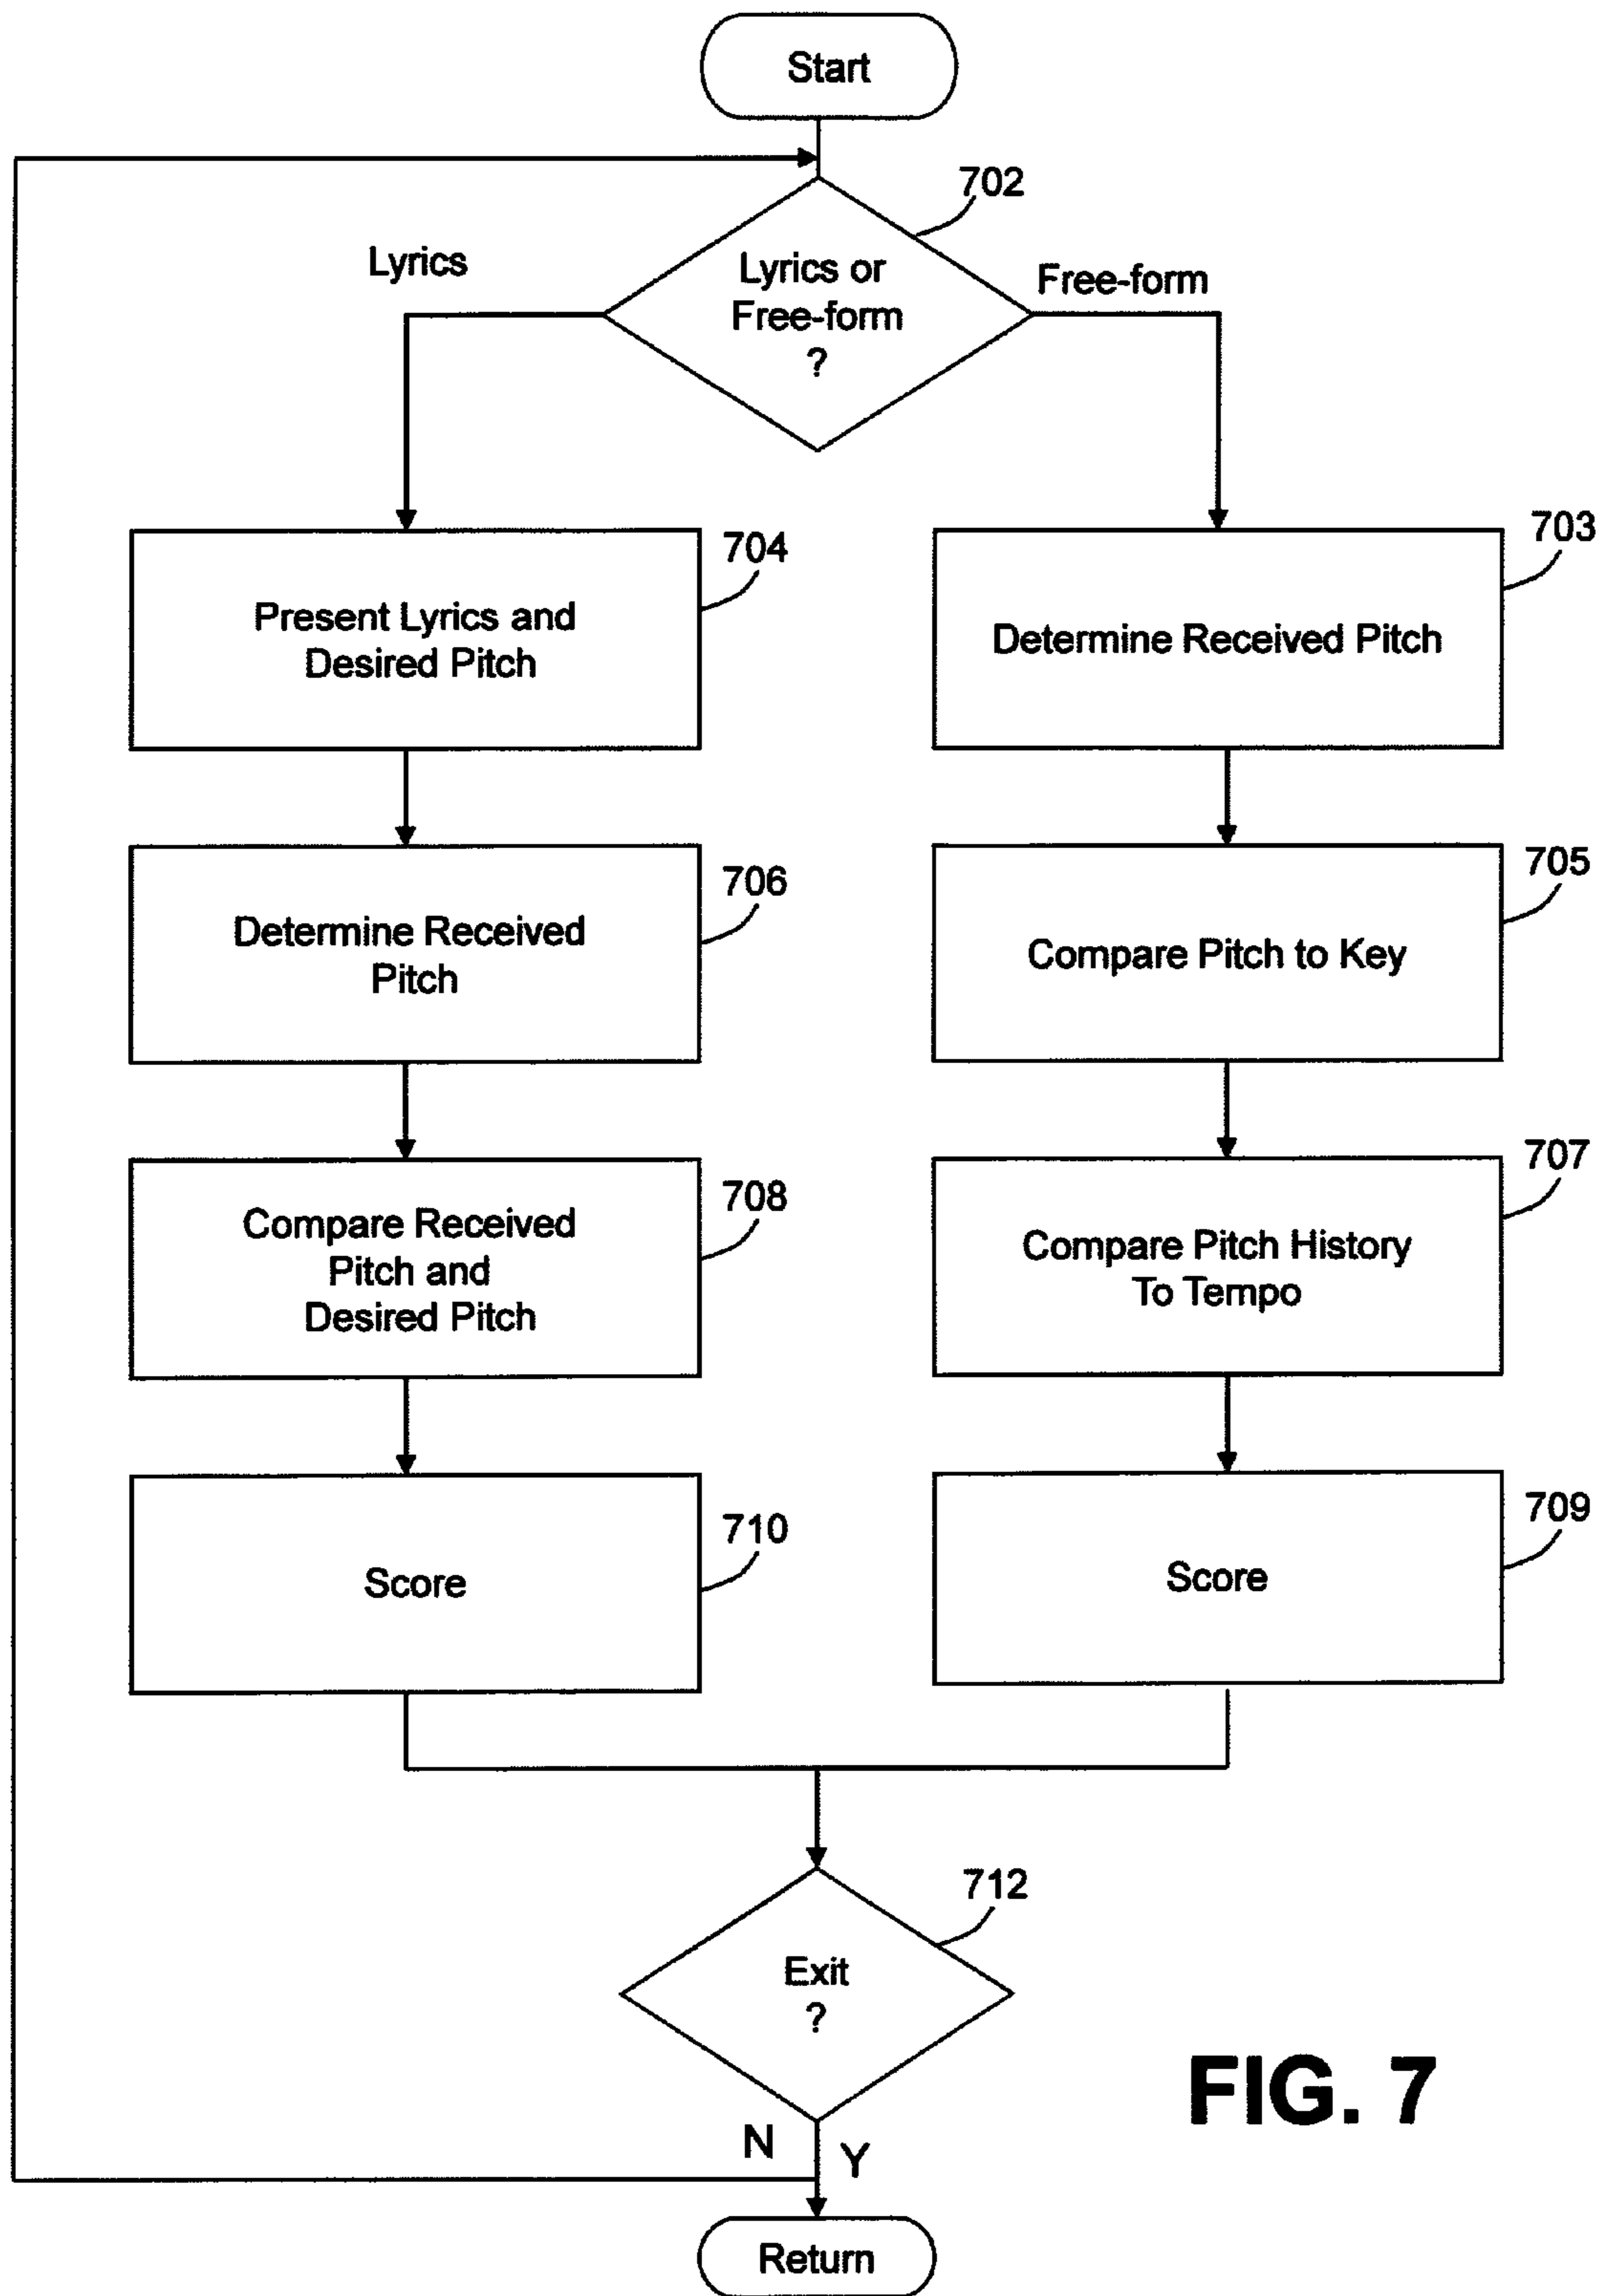 Start
702
Lyrics
Lyrics or
Free-form
?
Free-form
704
Present Lyrics and
Desired Pitch
703
Determine Received Pitch
706
Determine Received
Pitch
705
Compare Pitch to Key
708
Compare Received
Pitch and
Desired Pitch
707
Compare Pitch History
To Tempo
710
Score
709
Score
712
Exit
?
N
Y
Return
FIG. 7